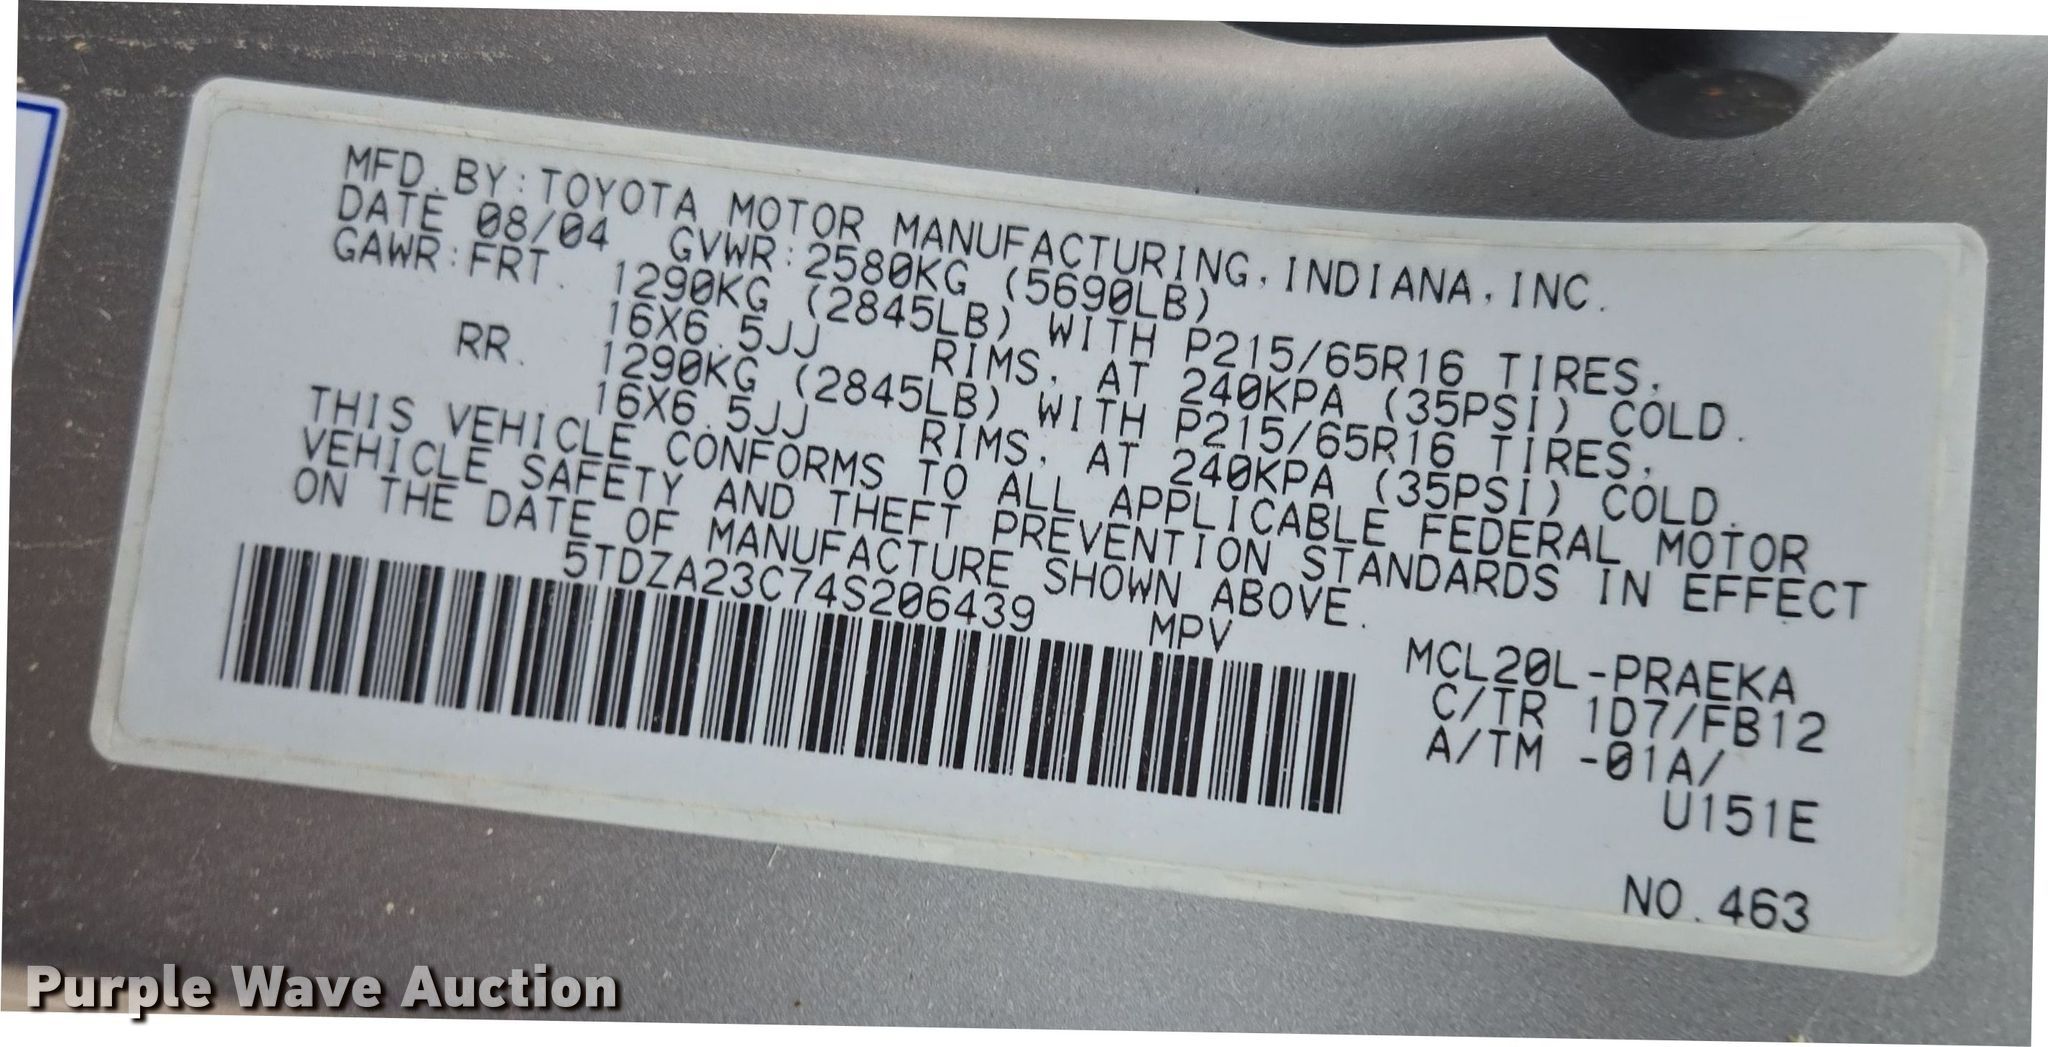 MFD.BY:TOYOTA MOTOR MANUFACTURING,INDIANA,INC.
DATE 08/04 GVWR:2580KG (5690LB)
GAWR:FRT. 1290KG (2845LB) WITH P215/65R16 TIRES,
16X6.5JJ RIMS, AT 240KPA (35PSI) COLD.
RR. 1290KG (2845LB) WITH P215/65R16 TIRES,
16X6.5JJ RIMS, AT 240KPA (35PSI) COLD.
THIS VEHICLE CONFORMS TO ALL APPLICABLE FEDERAL MOTOR
VEHICLE SAFETY AND THEFT PREVENTION STANDARDS IN EFFECT
ON THE DATE OF MANUFACTURE SHOWN ABOVE.
5TDZA23C74S206439 MPV
MCL20L-PRAEKA
C/TR 1D7/FB12
A/TM -01A/
U151E
NO.463
Purple Wave Auction